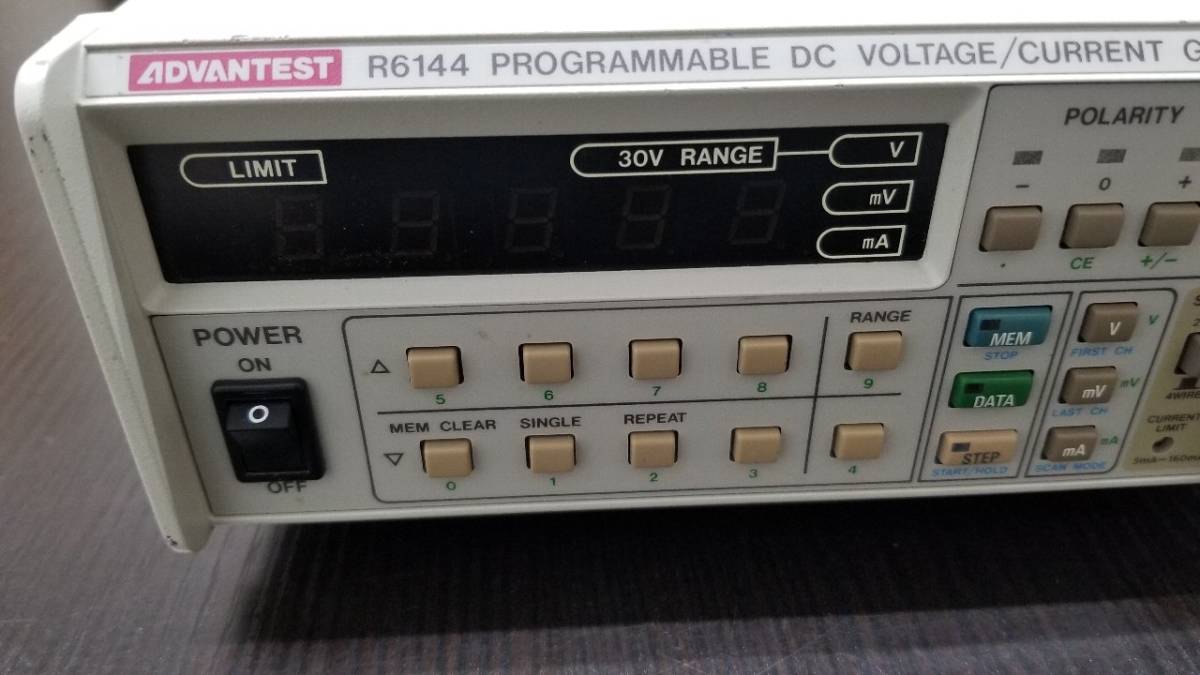 ADVANTEST R6144 PROGRAMMABLE DC VOLTAGE/CURRENT G
LIMIT
30V RANGE
V
mV
mA
POLARITY
- O +
. CE +/-
POWER
ON
OFF
RANGE
△
5 6 7 8 9
MEM CLEAR SINGLE REPEAT
▽
0 1 2 3 4
MEM
STOP
DATA
STEP
START/HOLD
V V
FIRST CH
mV mV
LAST CH
mA mA
SCAN MODE
4WIRE
CURRENT
LIMIT
5mA–160m